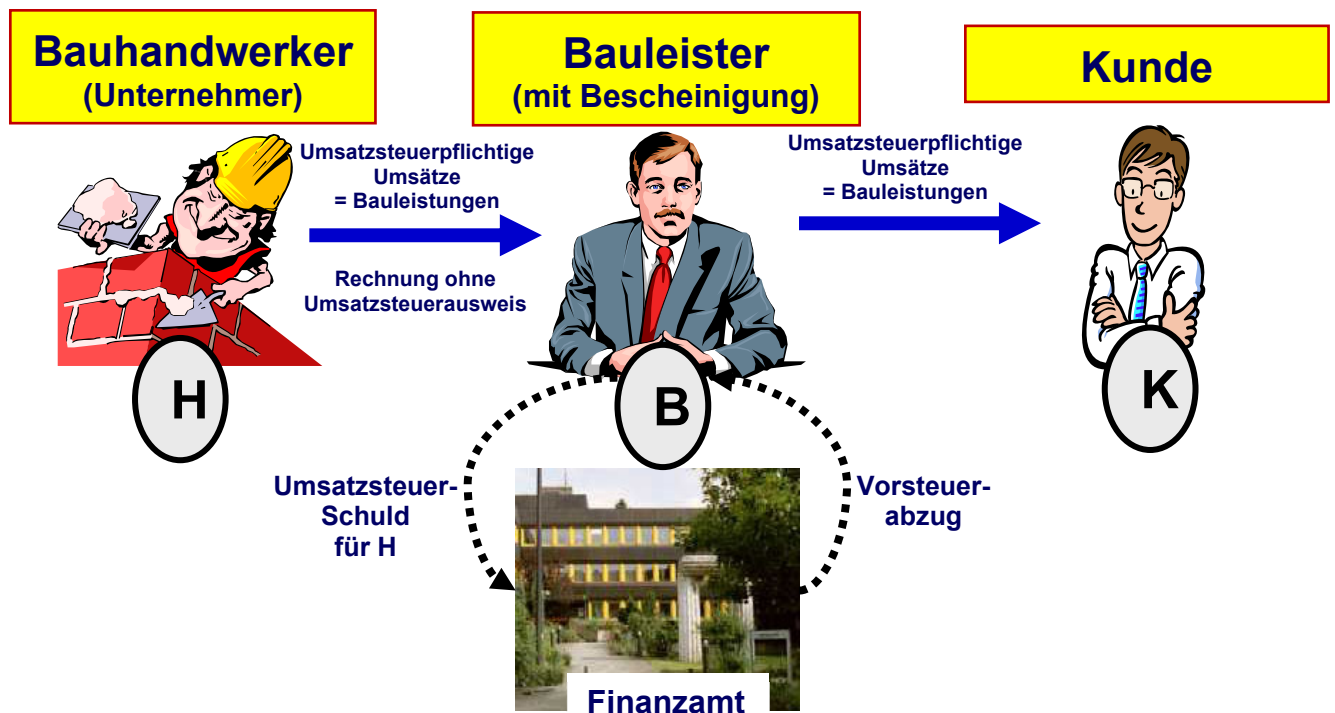 Bauhandwerker
(Unternehmer)
Bauleister
(mit Bescheinigung)
Kunde
Umsatzsteuerpflichtige
Umsätze
= Bauleistungen
Rechnung ohne
Umsatzsteuerausweis
Umsatzsteuerpflichtige
Umsätze
= Bauleistungen
H
B
K
Umsatzsteuer-
Schuld
für H
Vorsteuer-
abzug
Finanzamt